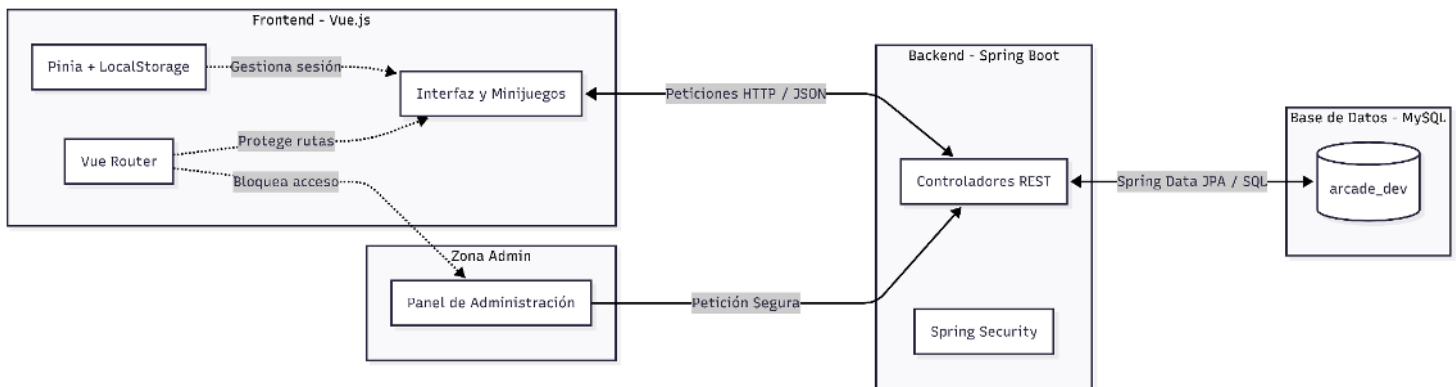 Frontend - Vue.js
Pinia + LocalStorage
Gestiona sesión
Interfaz y Minijuegos
Vue Router
Protege rutas
Bloquea acceso
Peticiones HTTP / JSON
Zona Admin
Panel de Administración
Petición Segura
Backend - Spring Boot
Controladores REST
Spring Security
Spring Data JPA / SQL
Base de Datos - MySQL
arcade_dev